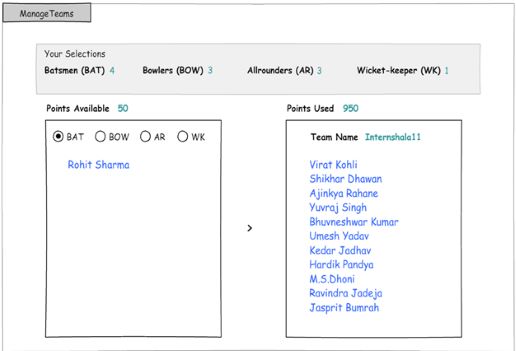 ManageTeams
Your Selections
Batsmen (BAT) 4 Bowlers (BOW) 3 Allrounders (AR) 3 Wicket-keeper (WK) 1
Points Available 50 Points Used 950
BAT BOW AR WK
Rohit Sharma
>
Team Name Internshala11
Virat Kohli
Shikhar Dhawan
Ajinkya Rahane
Yuvraj Singh
Bhuvneshwar Kumar
Umesh Yadav
Kedar Jadhav
Hardik Pandya
M.S.Dhoni
Ravindra Jadeja
Jasprit Bumrah